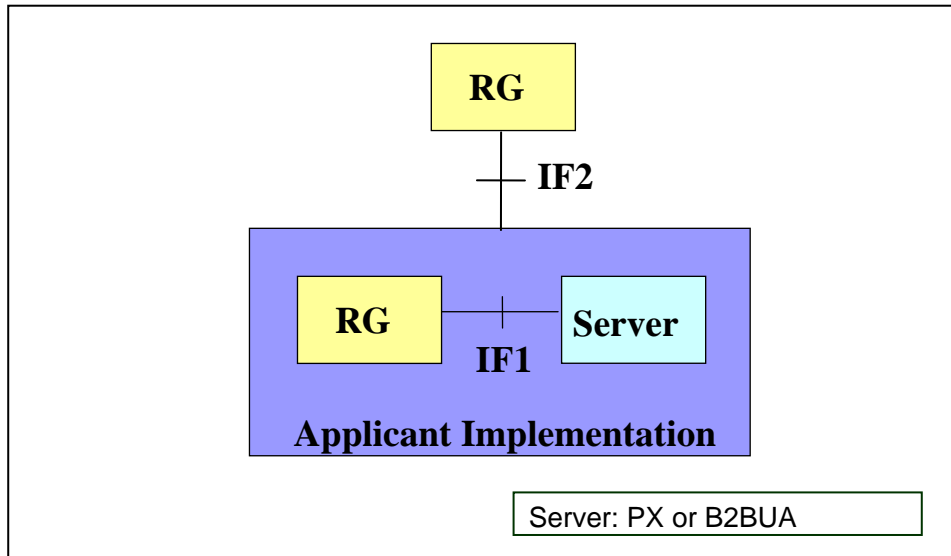 RG
IF2
RG
Server
IF1
Applicant Implementation
Server: PX or B2BUA